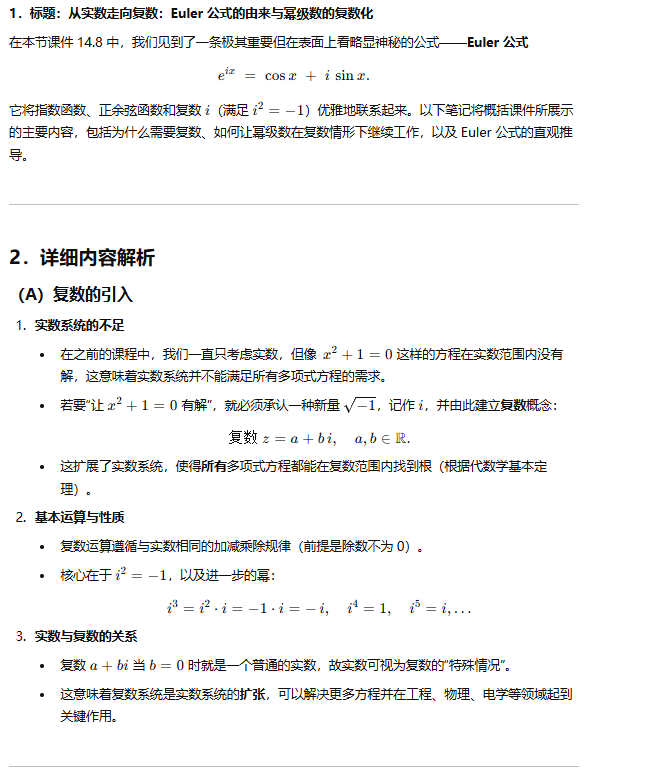 1. 标题：从实数走向复数：Euler 公式的由来与幂级数的复数化
在本节课件 14.8 中，我们见到了一条极其重要但在表面上看略显神秘的公式——Euler 公式
e^{ix} = cos x + i sin x.
它将指数函数、正余弦函数和复数 i（满足 i² = −1）优雅地联系起来。以下笔记将概括课件所展示
的主要内容，包括为什么需要复数、如何让幂级数在复数情形下继续工作，以及 Euler 公式的直观推
导。
2. 详细内容解析
（A）复数的引入
1. 实数系统的不足
• 在之前的课程中，我们一直只考虑实数，但像 x² + 1 = 0 这样的方程在实数范围内没有
解，这意味着实数系统并不能满足所有多项式方程的需求。
• 若要“让 x² + 1 = 0 有解”，就必须承认一种新量 √−1，记作 i，并由此建立复数概念：
复数 z = a + b i, a, b ∈ ℝ.
• 这扩展了实数系统，使得所有多项式方程都能在复数范围内找到根（根据代数学基本定
理）。
2. 基本运算与性质
• 复数运算遵循与实数相同的加减乘除规律（前提是除数不为 0）。
• 核心在于 i² = −1，以及进一步的幂：
i³ = i² · i = −1 · i = − i, i⁴ = 1, i⁵ = i, …
3. 实数与复数的关系
• 复数 a + bi 当 b = 0 时就是一个普通的实数，故实数可视为复数的“特殊情况”。
• 这意味着复数系统是实数系统的扩张，可以解决更多方程并在工程、物理、电学等领域起到
关键作用。